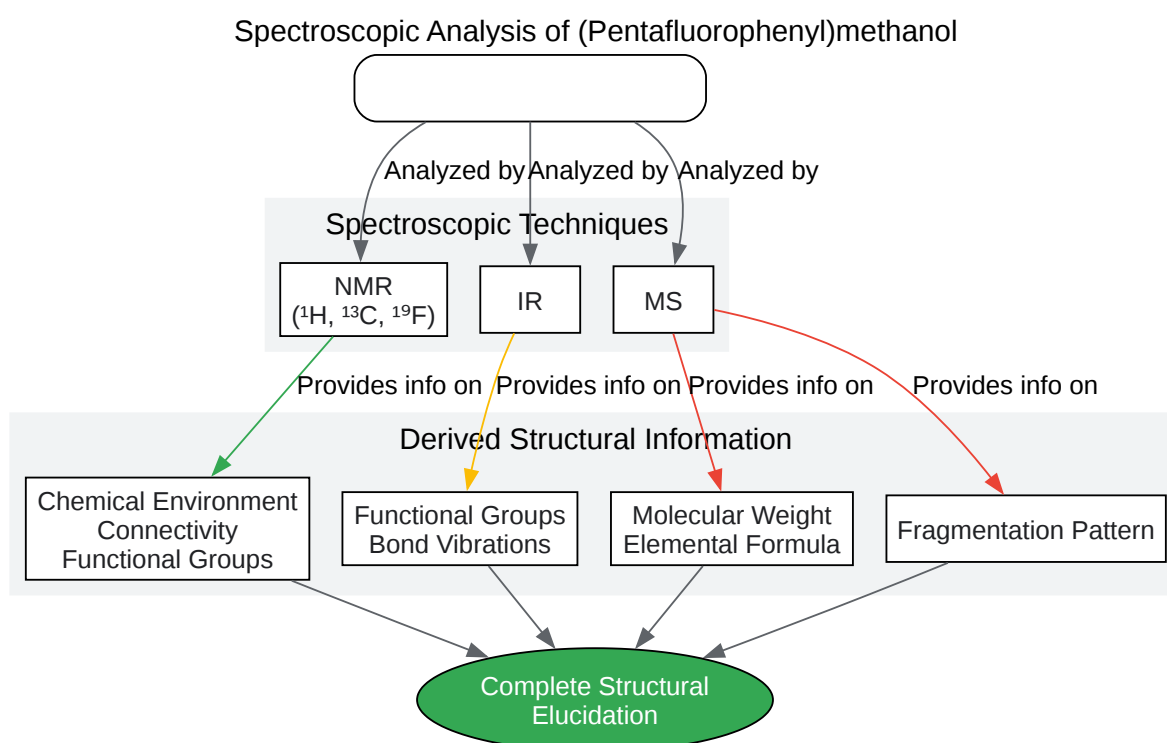 Spectroscopic Analysis of (Pentafluorophenyl)methanol
Analyzed by
Analyzed by
Analyzed by
Spectroscopic Techniques
NMR
(¹H, ¹³C, ¹⁹F)
IR
MS
Provides info on
Provides info on
Provides info on
Provides info on
Derived Structural Information
Chemical Environment
Connectivity
Functional Groups
Functional Groups
Bond Vibrations
Molecular Weight
Elemental Formula
Fragmentation Pattern
Complete Structural
Elucidation